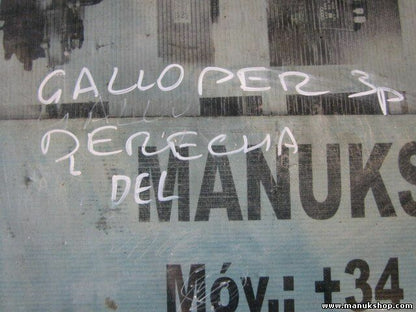 GALLOPER 3p
DERECHA
DEL
MANUKS
Móv.: +34
www.manukshop.com